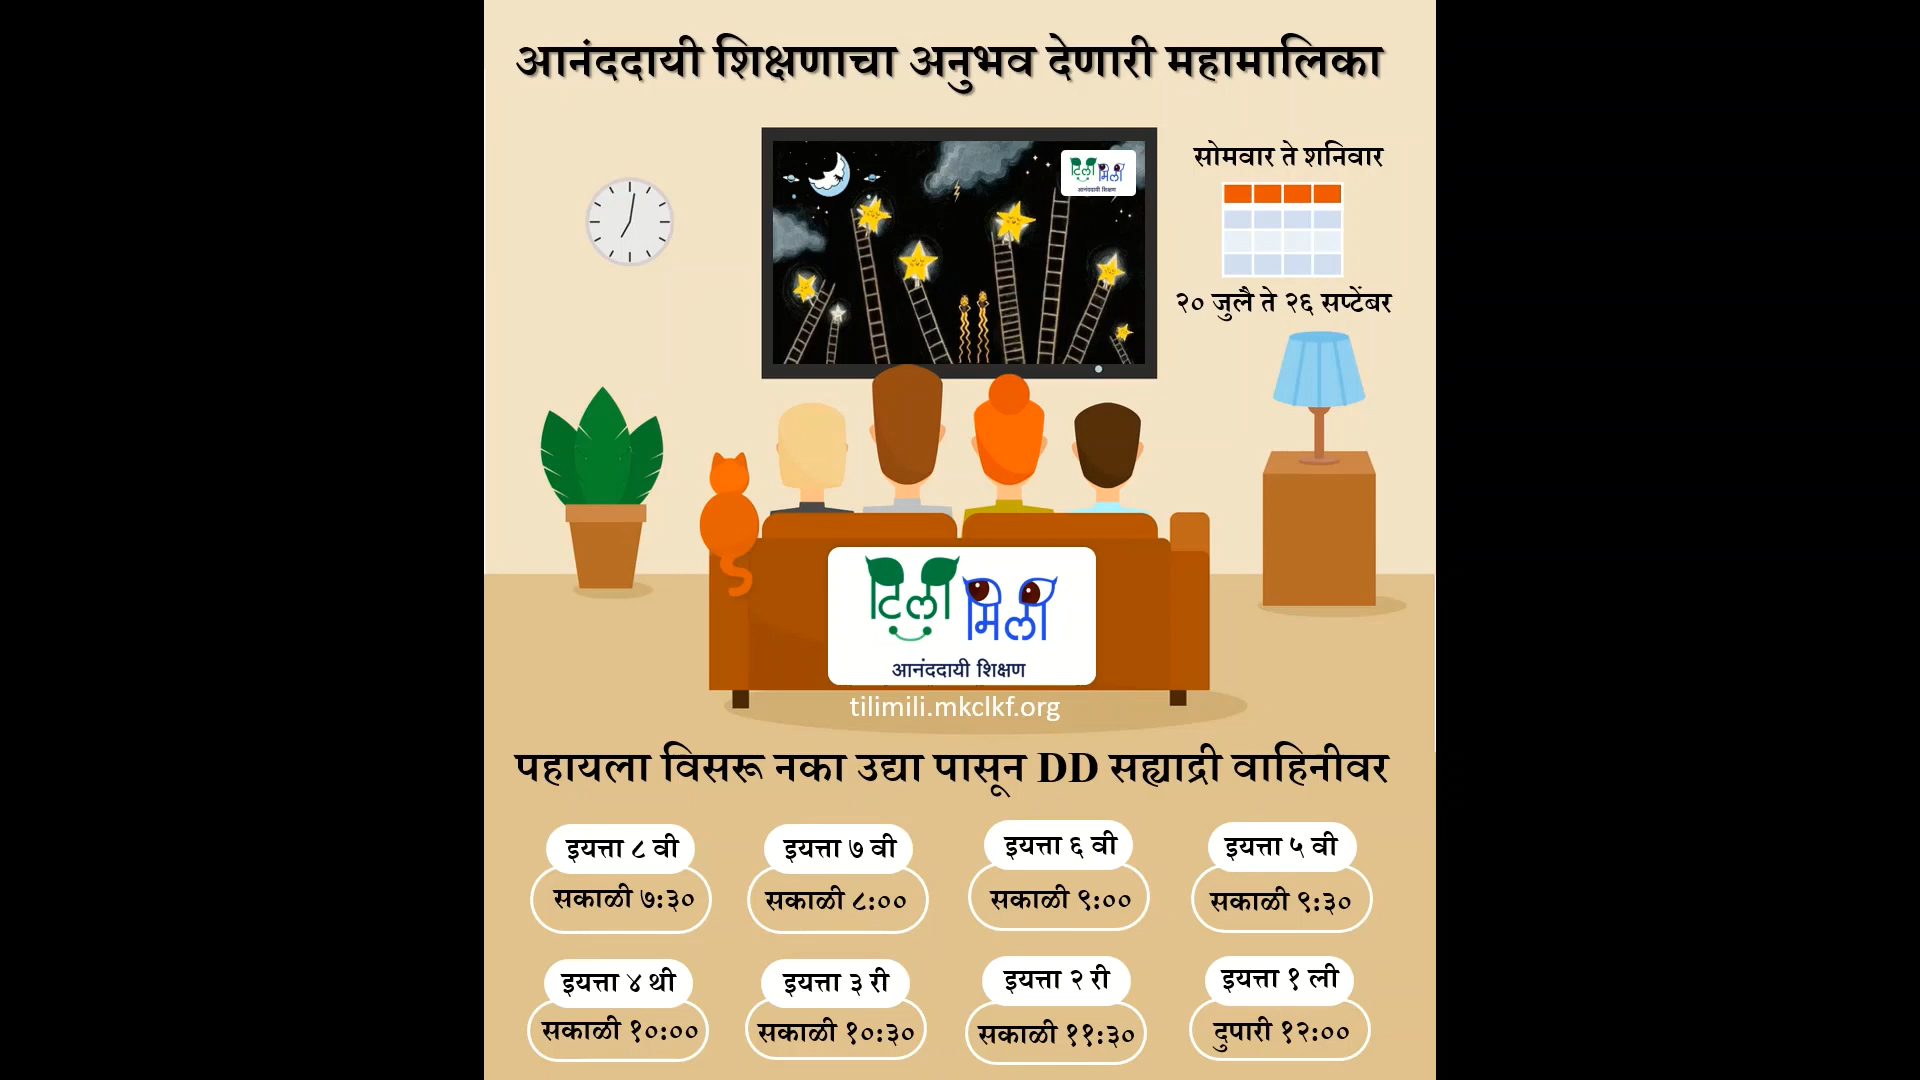 आनंददायी शिक्षणाचा अनुभव देणारी महामालिका
सोमवार ते शनिवार
टिली मिली
आनंददायी शिक्षण
२० जुलै ते २६ सप्टेंबर
टिली मिली
आनंददायी शिक्षण
tilimili.mkclkf.org
पहायला विसरू नका उद्या पासून DD सह्याद्री वाहिनीवर
इयत्ता ८ वी
सकाळी ७:३०
इयत्ता ७ वी
सकाळी ८:००
इयत्ता ६ वी
सकाळी ९:००
इयत्ता ५ वी
सकाळी ९:३०
इयत्ता ४ थी
सकाळी १०:००
इयत्ता ३ री
सकाळी १०:३०
इयत्ता २ री
सकाळी ११:३०
इयत्ता १ ली
दुपारी १२:००